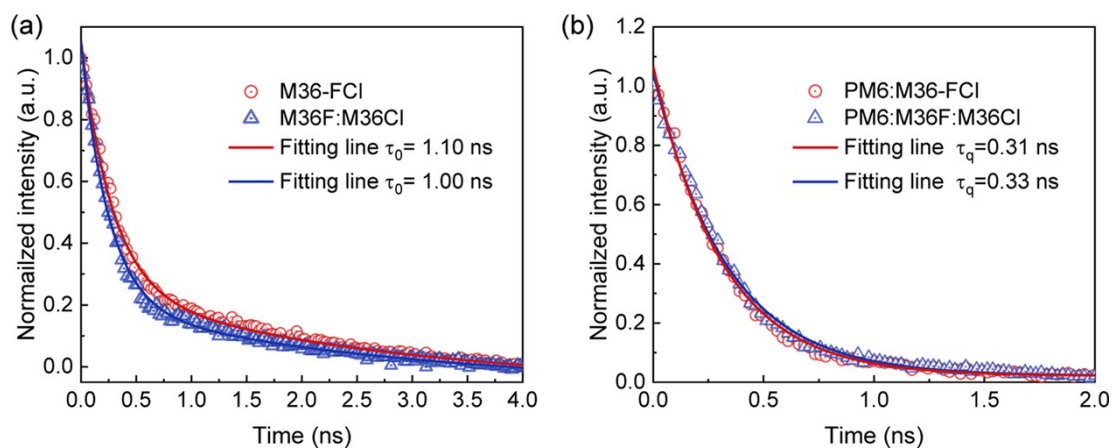 (a)
Normailzed intensity (a.u.)
1.0
0.8
0.6
0.4
0.2
0.0
M36-FCl
M36F:M36Cl
Fitting line τ0= 1.10 ns
Fitting line τ0= 1.00 ns
0.0 0.5 1.0 1.5 2.0 2.5 3.0 3.5 4.0
Time (ns)
(b)
Normailzed intensity (a.u.)
1.2
1.0
0.8
0.6
0.4
0.2
0.0
PM6:M36-FCl
PM6:M36F:M36Cl
Fitting line τq=0.31 ns
Fitting line τq=0.33 ns
0.0 0.5 1.0 1.5 2.0
Time (ns)